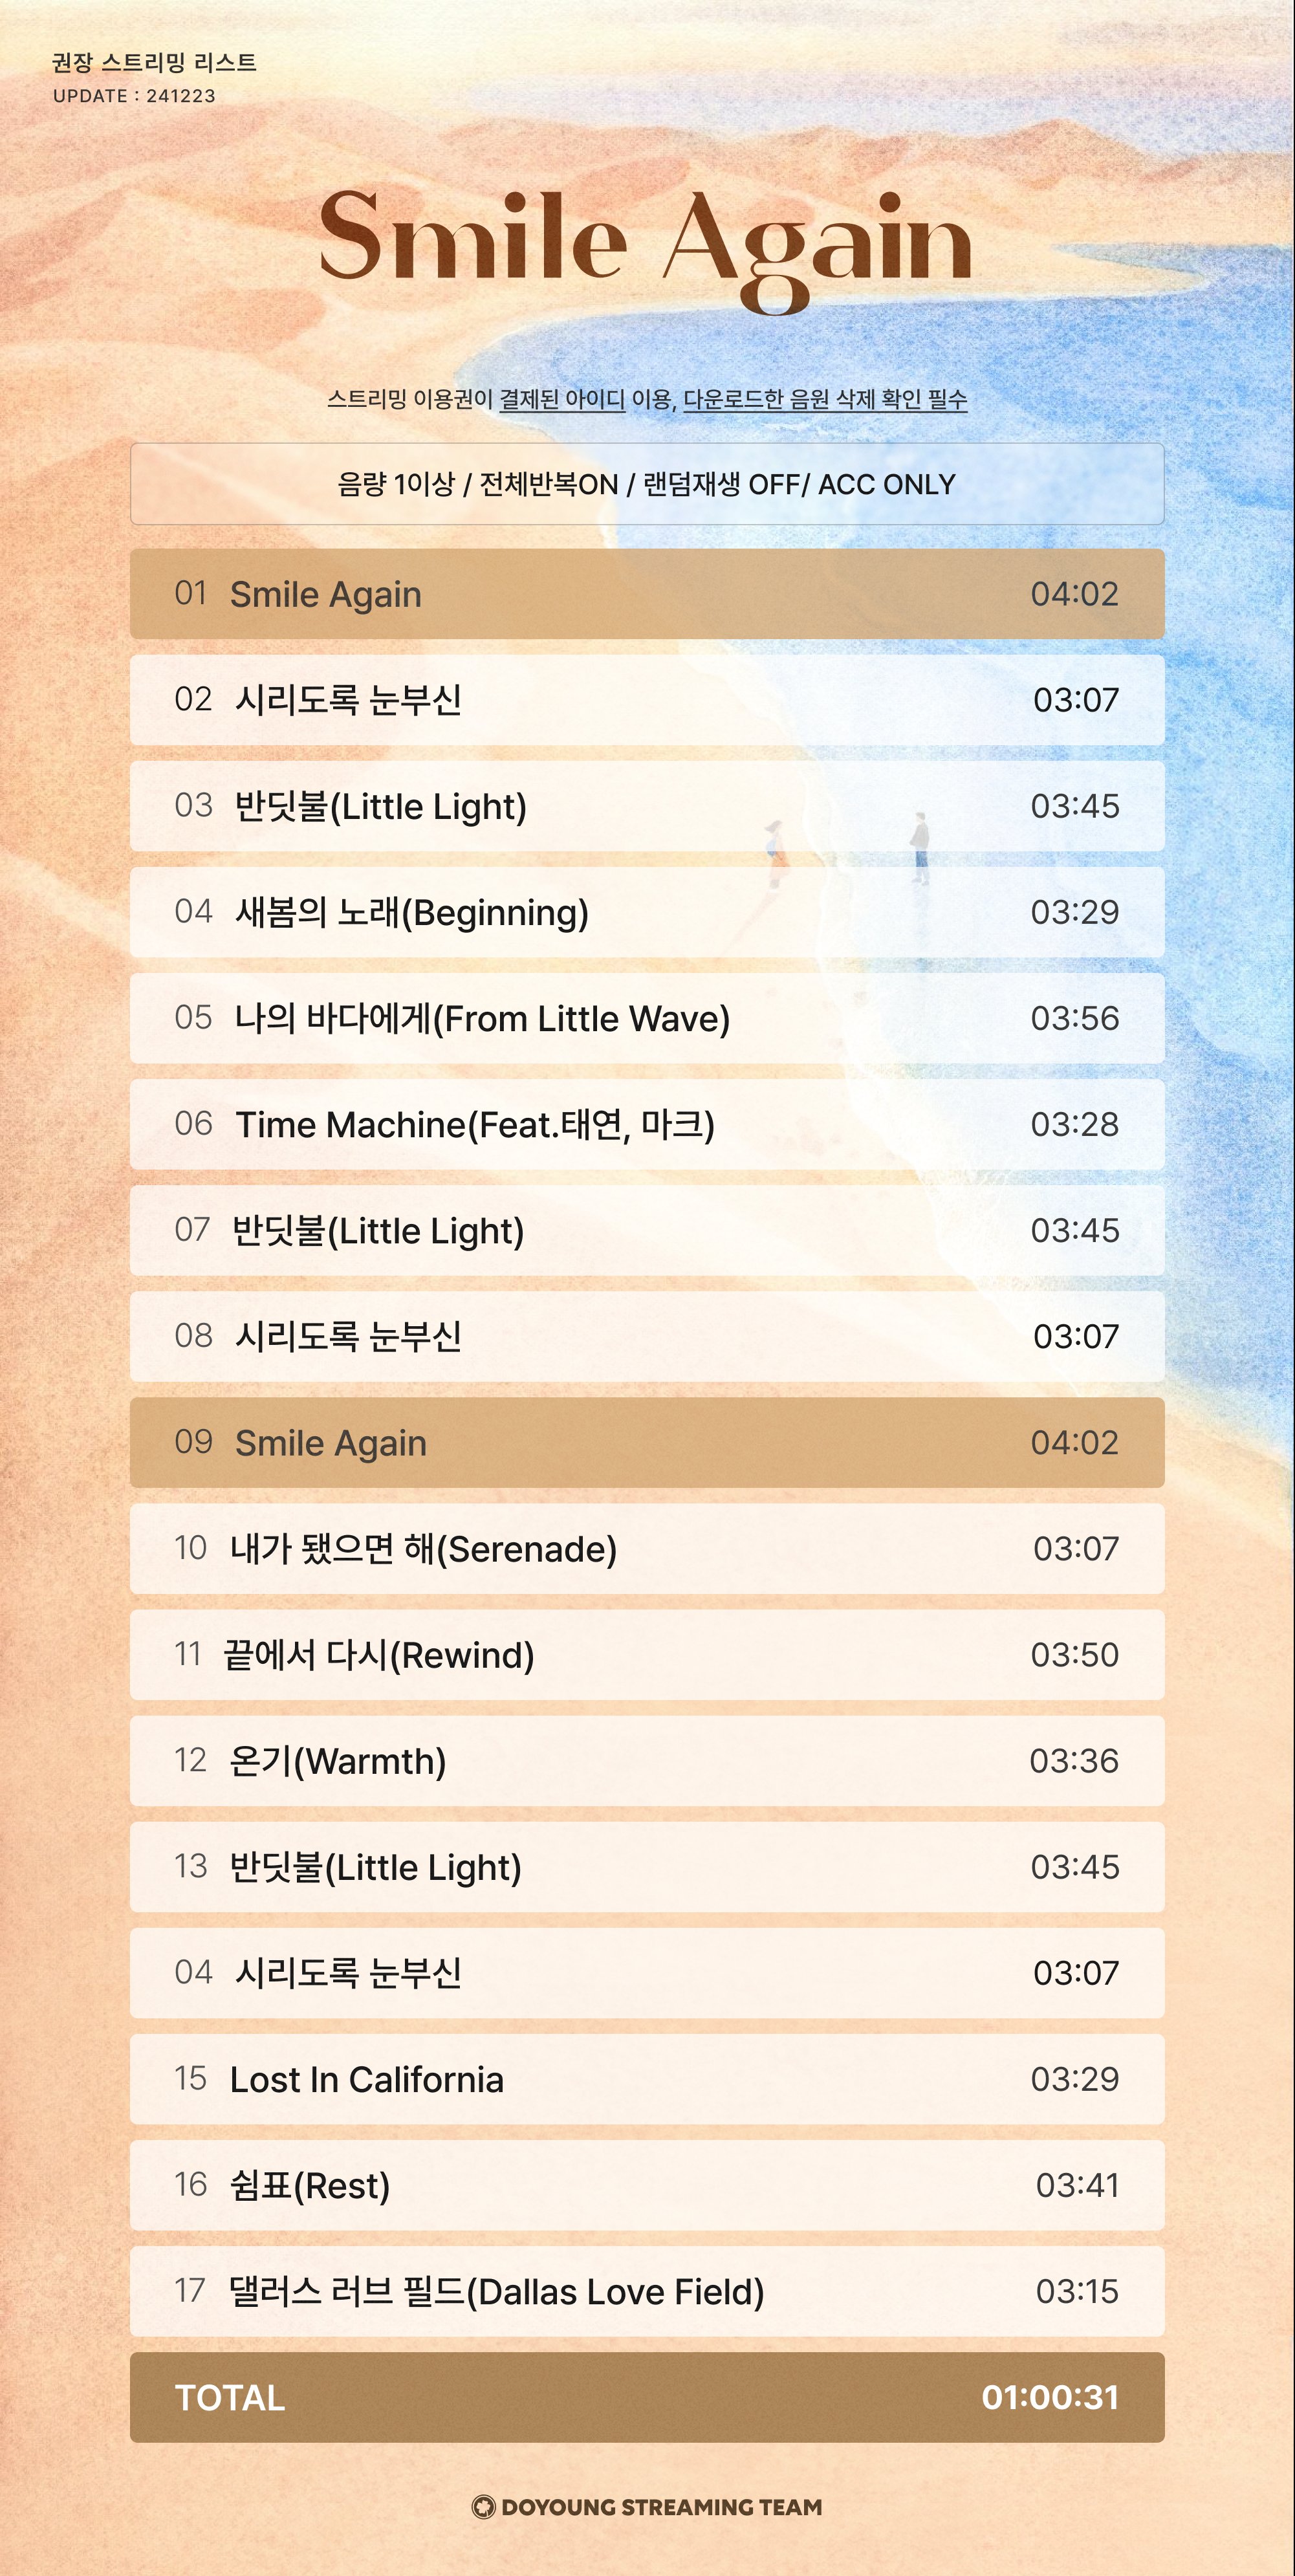 권장 스트리밍 리스트
UPDATE : 241223
Smile Again
스트리밍 이용권이 결제된 아이디 이용, 다운로드한 음원 삭제 확인 필수
음량 1이상 / 전체반복ON / 랜덤재생 OFF/ ACC ONLY
01 Smile Again 04:02
02 시리도록 눈부신 03:07
03 반딧불(Little Light) 03:45
04 새봄의 노래(Beginning) 03:29
05 나의 바다에게(From Little Wave) 03:56
06 Time Machine(Feat.태연, 마크) 03:28
07 반딧불(Little Light) 03:45
08 시리도록 눈부신 03:07
09 Smile Again 04:02
10 내가 됐으면 해(Serenade) 03:07
11 끝에서 다시(Rewind) 03:50
12 온기(Warmth) 03:36
13 반딧불(Little Light) 03:45
04 시리도록 눈부신 03:07
15 Lost In California 03:29
16 쉼표(Rest) 03:41
17 댈러스 러브 필드(Dallas Love Field) 03:15
TOTAL 01:00:31
DOYOUNG STREAMING TEAM